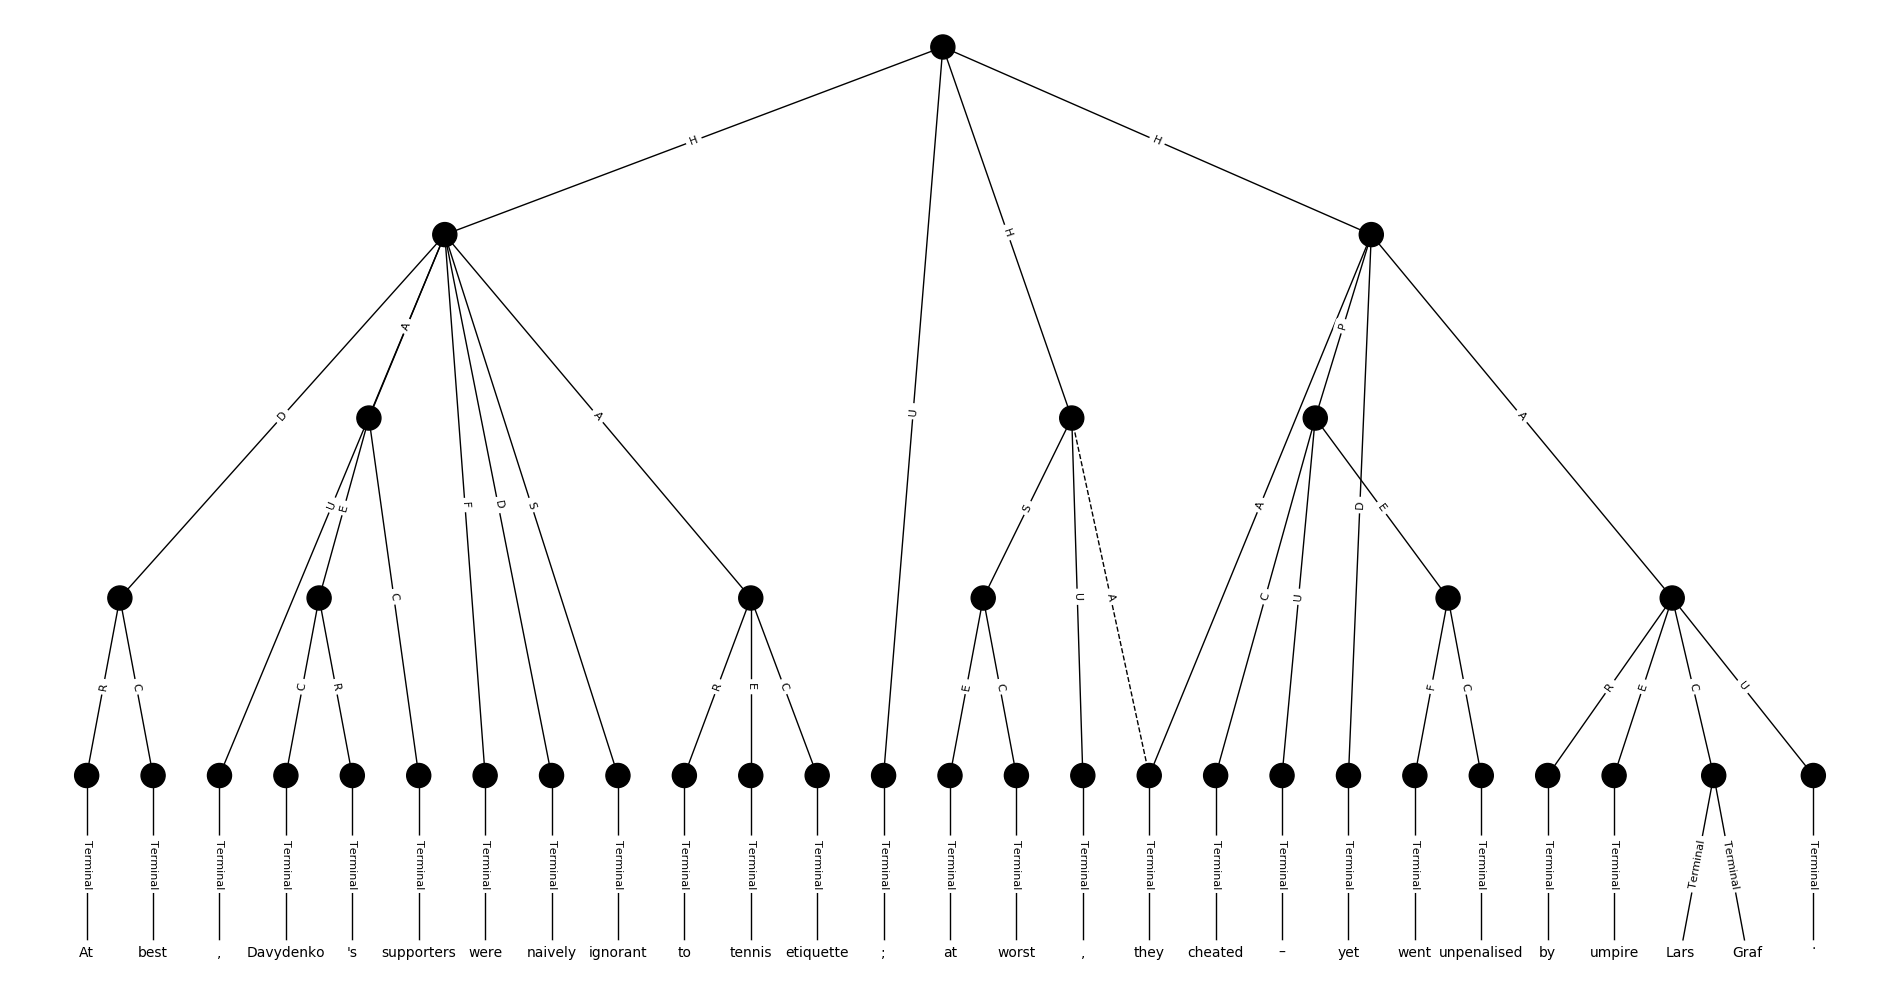 H H
H
A P
D A U A
U E F D S S A D E
C C U U A
R C C R R E C E C F C R E C U
Terminal Terminal Terminal Terminal Terminal Terminal Terminal Terminal Terminal Terminal Terminal Terminal Terminal Terminal Terminal Terminal Terminal Terminal Terminal Terminal Terminal Terminal Terminal Terminal Terminal Terminal Terminal
At best , Davydenko 's supporters were naively ignorant to tennis etiquette ; at worst , they cheated – yet went unpenalised by umpire Lars Graf .